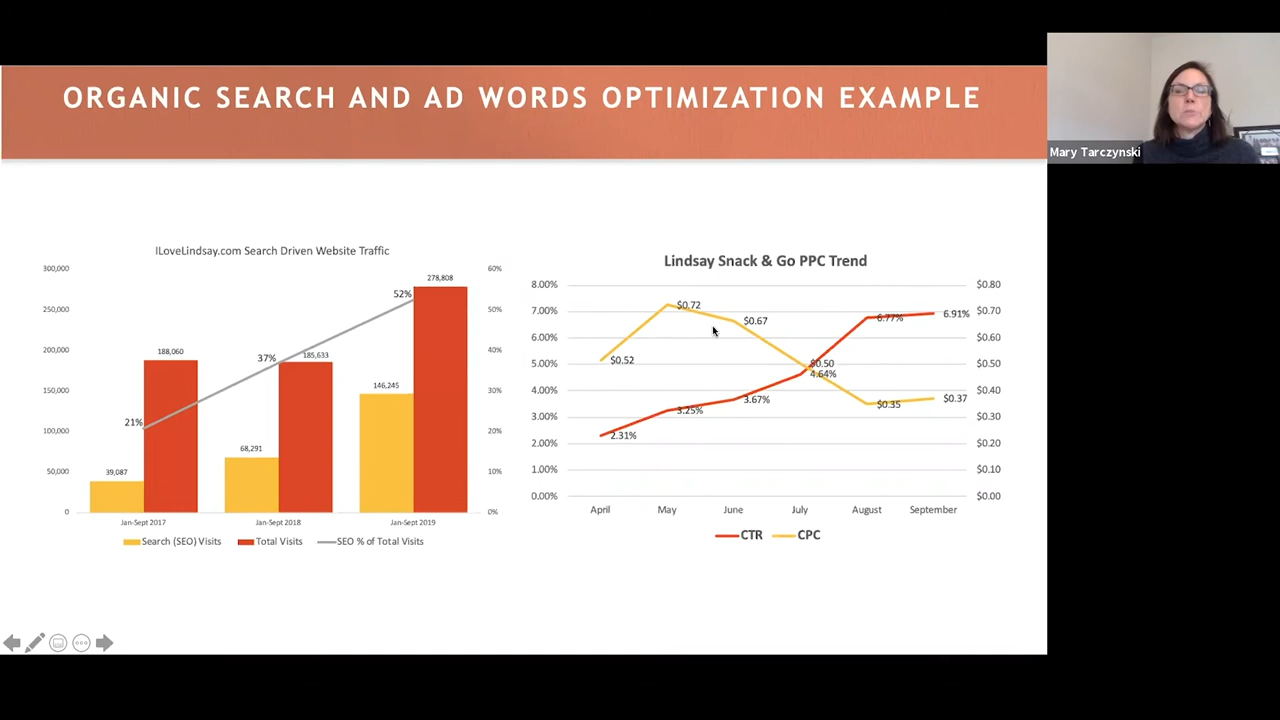 ORGANIC SEARCH AND AD WORDS OPTIMIZATION EXAMPLE
Mary Tarczynski
ILoveLindsay.com Search Driven Website Traffic
300,000
250,000
200,000
150,000
100,000
50,000
0
60%
50%
40%
30%
20%
10%
0%
39,087
188,060
68,291
185,633
146,245
278,808
21%
37%
52%
Jan-Sept 2017
Jan-Sept 2018
Jan-Sept 2019
Search (SEO) Visits
Total Visits
SEO % of Total Visits
Lindsay Snack & Go PPC Trend
8.00%
7.00%
6.00%
5.00%
4.00%
3.00%
2.00%
1.00%
0.00%
$0.80
$0.70
$0.60
$0.50
$0.40
$0.30
$0.20
$0.10
$0.00
$0.52
$0.72
$0.67
$0.50
$0.35
$0.37
2.31%
3.25%
3.67%
4.64%
6.77%
6.91%
April
May
June
July
August
September
CTR
CPC